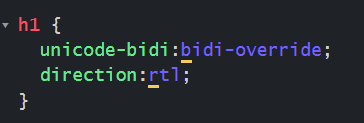 h1 {
unicode-bidi:bidi-override;
direction:rtl;
}